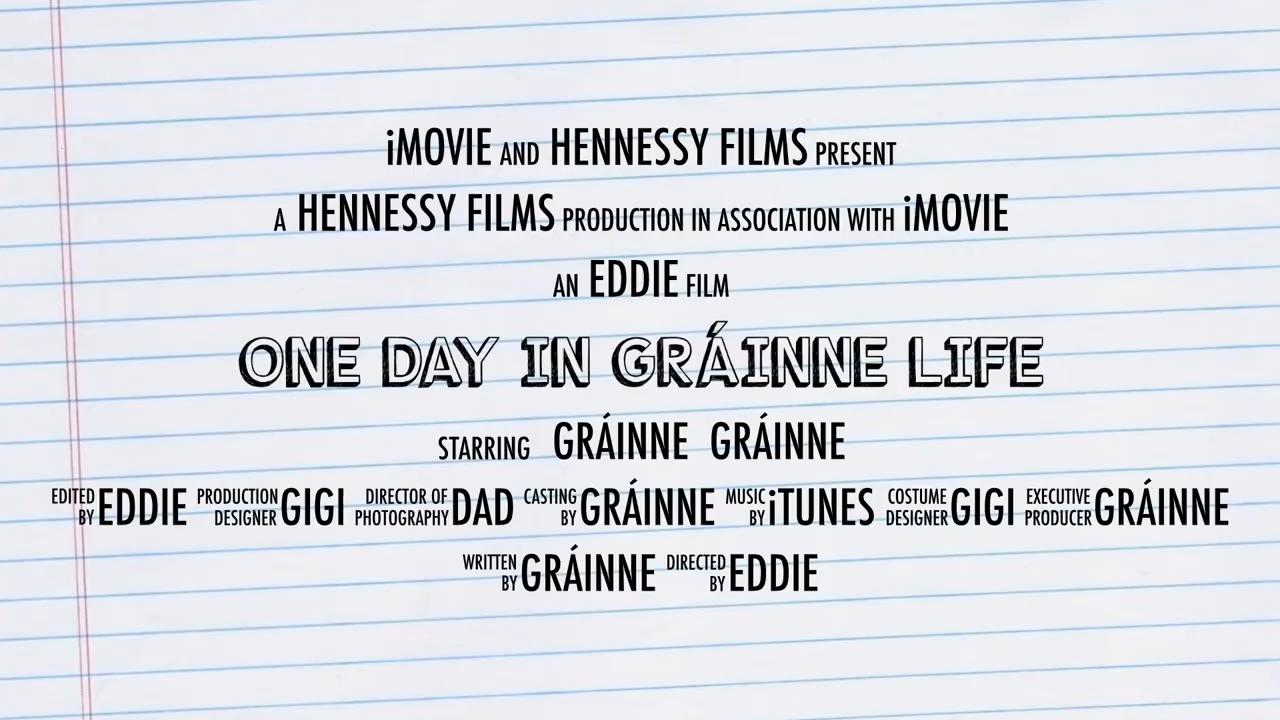 iMOVIE AND HENNESSY FILMS PRESENT
A HENNESSY FILMS PRODUCTION IN ASSOCIATION WITH iMOVIE
AN EDDIE FILM
ONE DAY IN GRÁINNE LIFE
STARRING GRÁINNE GRÁINNE
EDITED BY EDDIE PRODUCTION DESIGNER GIGI DIRECTOR OF PHOTOGRAPHY DAD CASTING BY GRÁINNE MUSIC BY iTUNES COSTUME DESIGNER GIGI EXECUTIVE PRODUCER GRÁINNE
WRITTEN BY GRÁINNE DIRECTED BY EDDIE